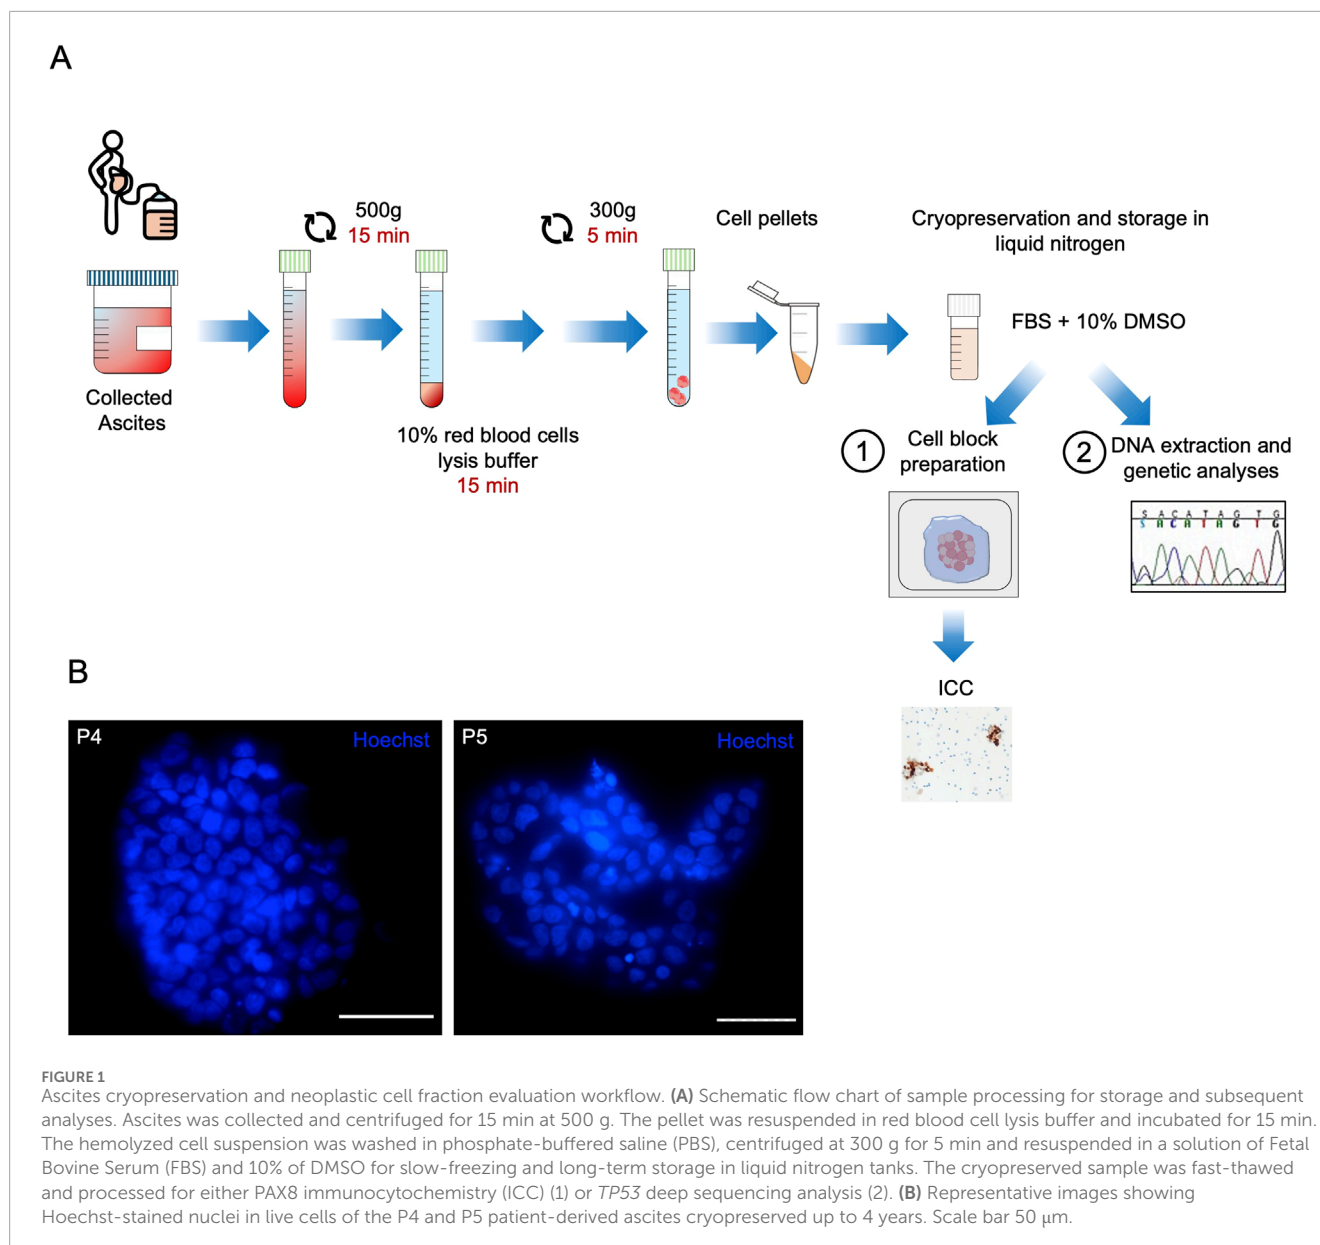 A
500g
15 min
300g
5 min
Cell pellets
Cryopreservation and storage in
liquid nitrogen
FBS + 10% DMSO
Collected
Ascites
10% red blood cells
lysis buffer
15 min
1
Cell block
preparation
2
DNA extraction and
genetic analyses
S A C A T A G T G
S A C A T A G T G
ICC
B
P4
Hoechst
P5
Hoechst
FIGURE 1
Ascites cryopreservation and neoplastic cell fraction evaluation workflow. (A) Schematic flow chart of sample processing for storage and subsequent
analyses. Ascites was collected and centrifuged for 15 min at 500 g. The pellet was resuspended in red blood cell lysis buffer and incubated for 15 min.
The hemolyzed cell suspension was washed in phosphate-buffered saline (PBS), centrifuged at 300 g for 5 min and resuspended in a solution of Fetal
Bovine Serum (FBS) and 10% of DMSO for slow-freezing and long-term storage in liquid nitrogen tanks. The cryopreserved sample was fast-thawed
and processed for either PAX8 immunocytochemistry (ICC) (1) or TP53 deep sequencing analysis (2). (B) Representative images showing
Hoechst-stained nuclei in live cells of the P4 and P5 patient-derived ascites cryopreserved up to 4 years. Scale bar 50 μm.